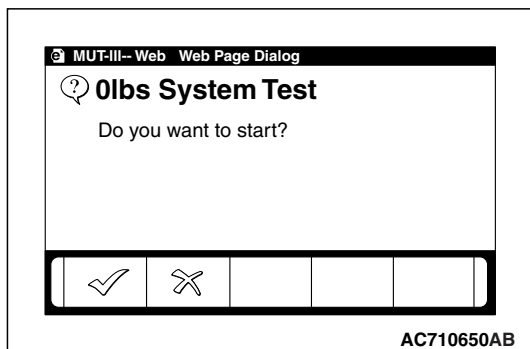 MUT-III-- Web Web Page Dialog
0lbs System Test
Do you want to start?
AC710650AB